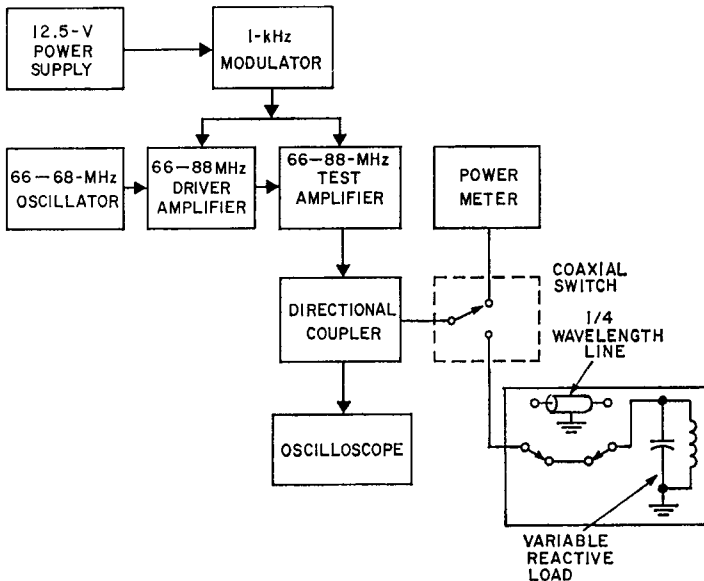 12.5-V
POWER
SUPPLY
1-kHz
MODULATOR
66-68-MHz
OSCILLATOR
66-88MHz
DRIVER
AMPLIFIER
66-88-MHz
TEST
AMPLIFIER
POWER
METER
COAXIAL
SWITCH
DIRECTIONAL
COUPLER
1/4
WAVELENGTH
LINE
OSCILLOSCOPE
VARIABLE
REACTIVE
LOAD